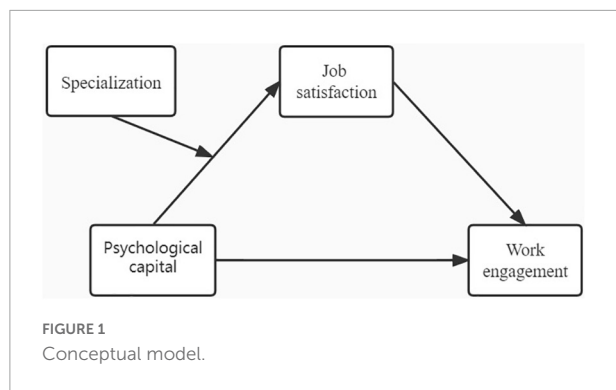 Specialization
Job
satisfaction
Psychological
capital
Work
engagement
FIGURE 1
Conceptual model.